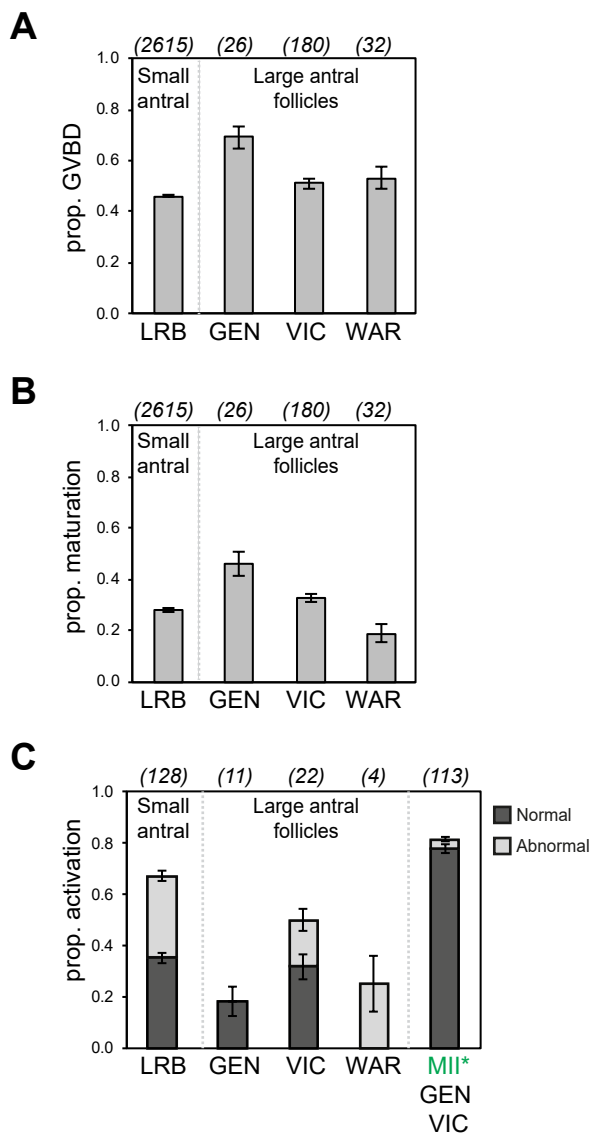 A
(2615) (26) (180) (32)
1.0
Small
antral
Large antral
follicles
0.8
0.6
0.4
0.2
0.0
prop. GVBD
LRB GEN VIC WAR
B
(2615) (26) (180) (32)
1.0
Small
antral
Large antral
follicles
0.8
0.6
0.4
0.2
0.0
prop. maturation
LRB GEN VIC WAR
C
(128) (11) (22) (4) (113)
1.0
Small
antral
Large antral
follicles
0.8
0.6
0.4
0.2
0.0
prop. activation
Normal
Abnormal
LRB GEN VIC WAR MII*
GEN
VIC